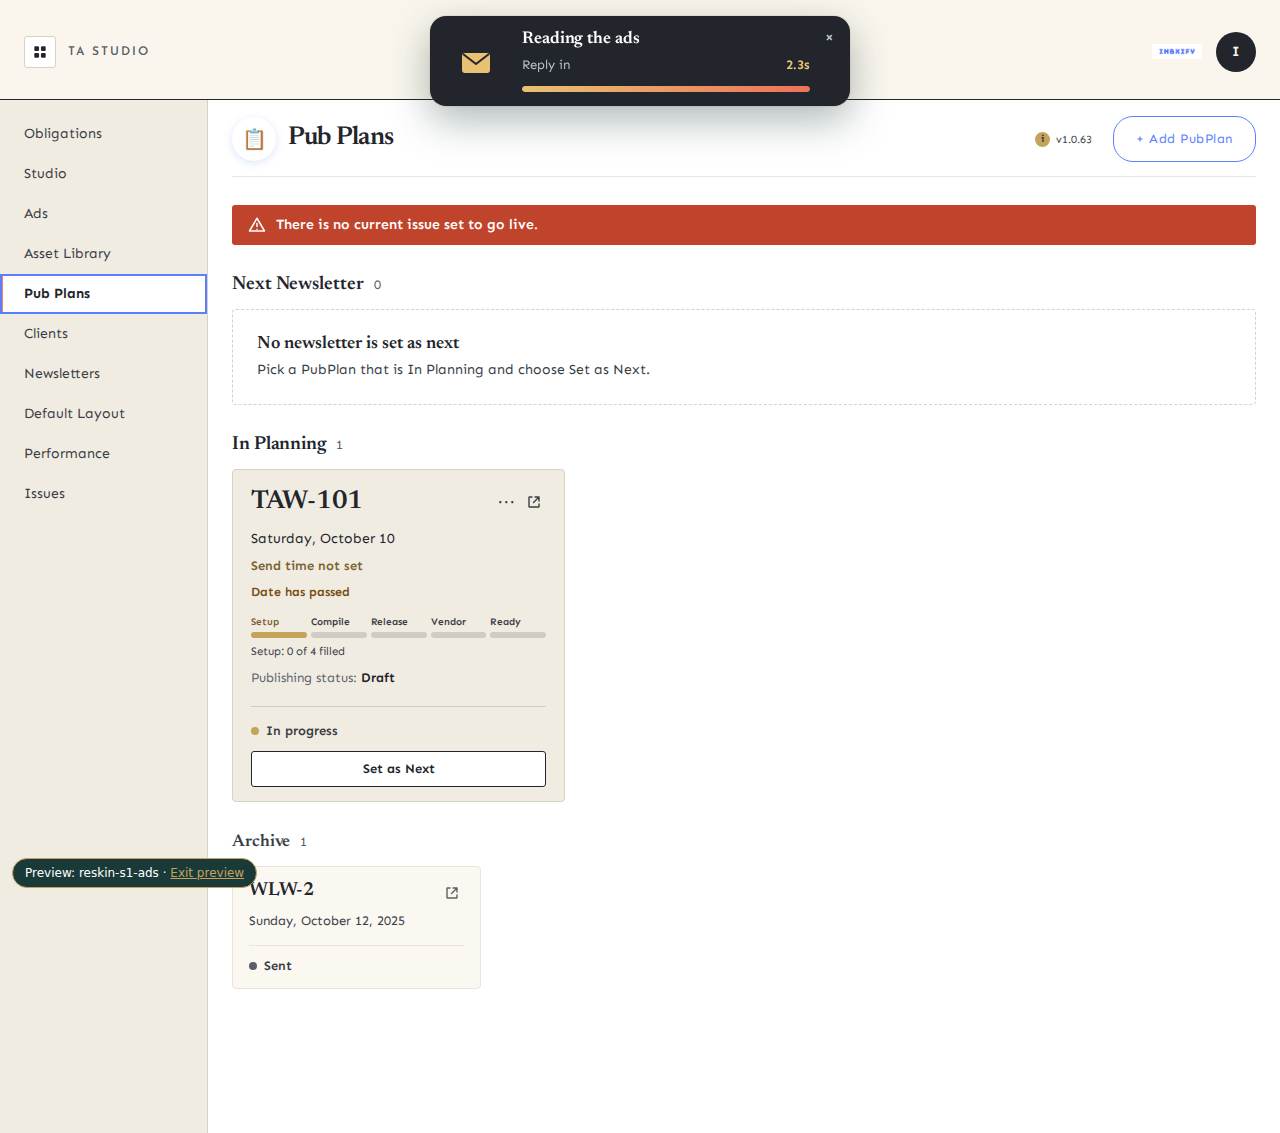 TA STUDIO
Reading the ads
×
Reply in
2.3s
INBXIFY
I
Obligations
Studio
Ads
Asset Library
Pub Plans
Clients
Newsletters
Default Layout
Performance
Issues
Pub Plans
i
v1.0.63
+ Add PubPlan
There is no current issue set to go live.
Next Newsletter 0
No newsletter is set as next
Pick a PubPlan that is In Planning and choose Set as Next.
In Planning 1
TAW-101
Saturday, October 10
Send time not set
Date has passed
Setup Compile Release Vendor Ready
Setup: 0 of 4 filled
Publishing status: Draft
In progress
Set as Next
Archive 1
Preview: reskin-s1-ads · Exit preview
WLW-2
Sunday, October 12, 2025
Sent